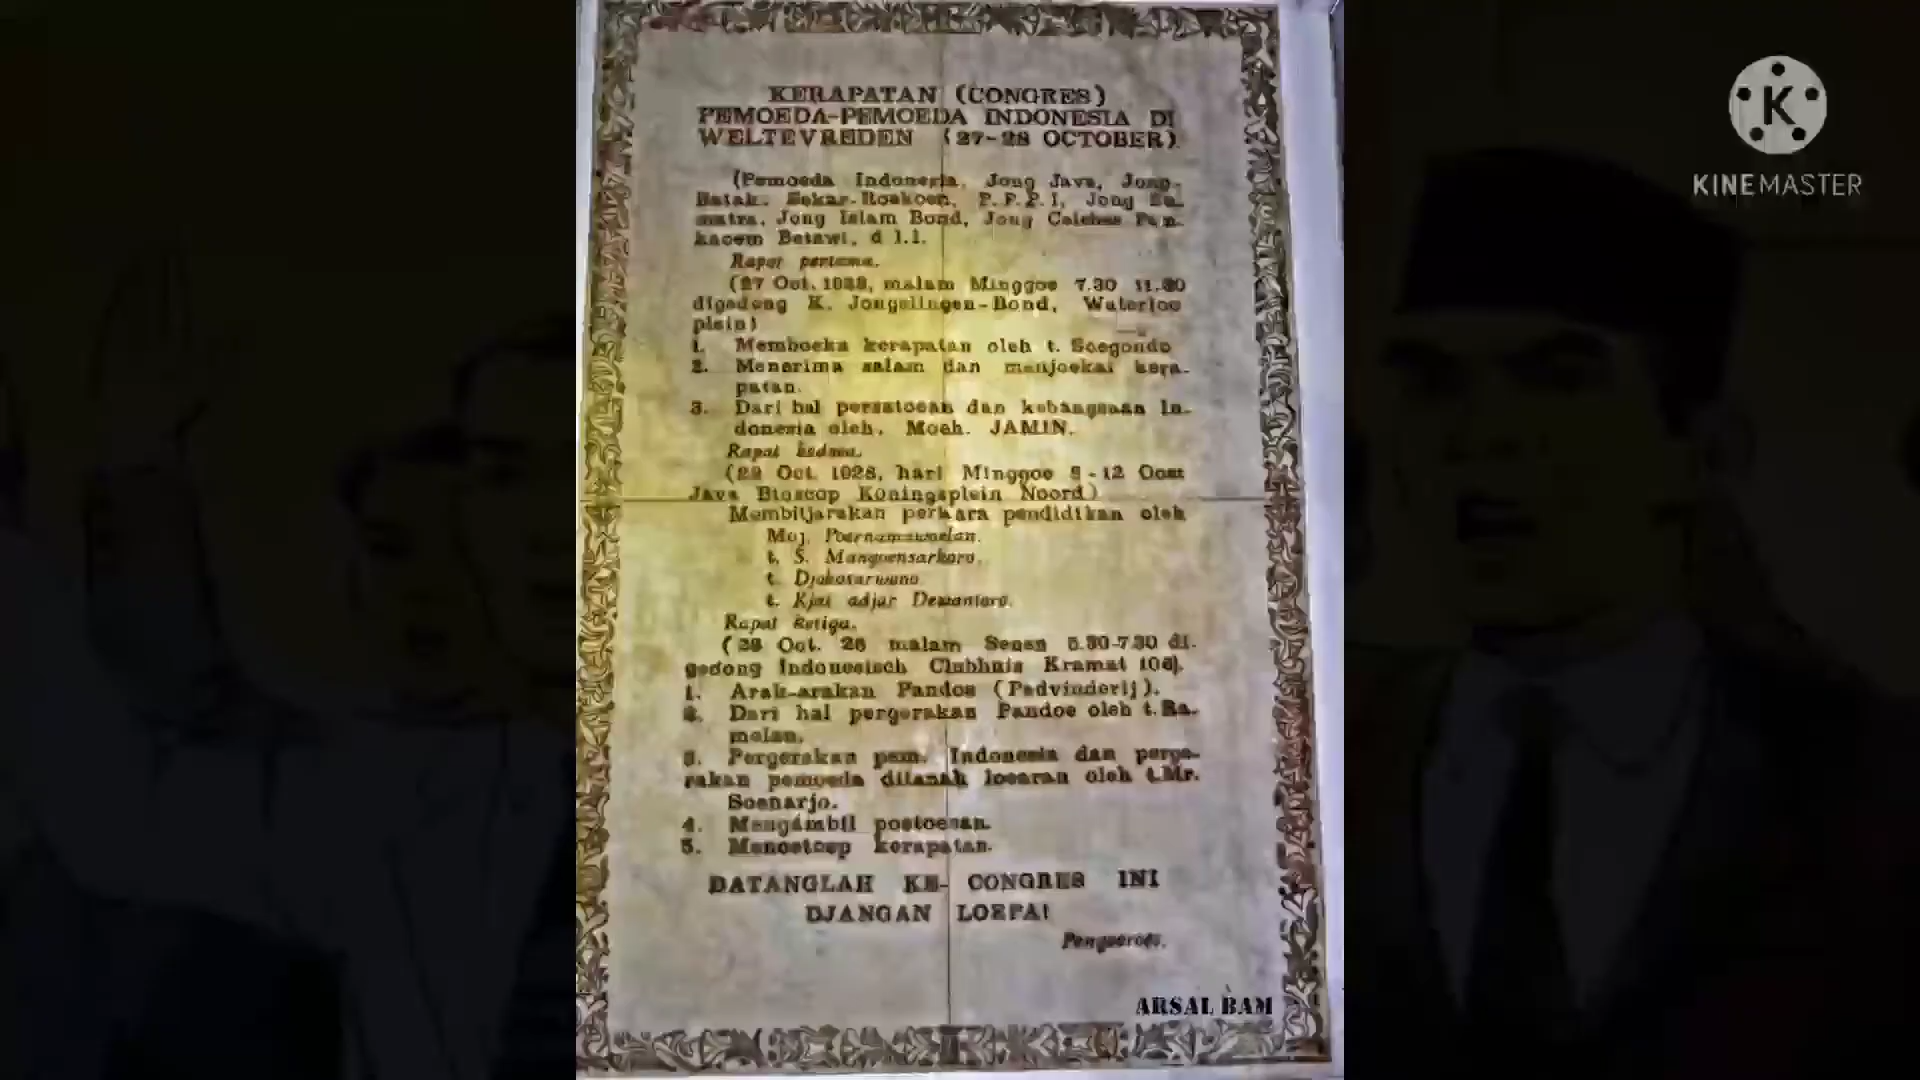 KERAPATAN (CONGRES)
PEMOEDA-PEMOEDA INDONESIA DI
WELTEVREDEN (27-28 OCTOBER)
(Pemoeda Indonesia, Jong Java, Jong-
Batak. Sekar-Roekoen, P.P.P.I, Jong Su-
matra, Jong Islam Bond, Jong Celebes Pan.
kaoem Betawi, d l.l.
Rapat pertama.
(27 Oct. 1928, malam Minggoe 7.30 11.30
digedong K. Jongelingen-Bond, Waterloo
plein)
1. Memboeka kerapatan oleh t. Soegondo
2. Menerima salam dan menjoekai kera-
patan.
3. Dari hal persatoean dan kebangsaan In-
donesia oleh. Moeh. JAMIN.
Rapat kedoea.
(28 Oct. 1928, hari Minggoe 8-12 Oost
Java Bioscop Koningsplein Noord)
Membitjarakan perkara pendidikan oleh
Mej. Poernamawoelan.
t. S. Mangoensarkoro.
t. Djokosarwono.
t. Kjai adjar Dewantoro.
Rapat ketiga.
(28 Oct. 28 malam Senen 5.30-7.30 di.
gedong Indonesisch Clubhuis Kramat 106).
1. Arak-arakan Pandoe (Padvinderij).
2. Dari hal pergerakan Pandoe oleh t. Ra-
melan.
3. Pergerakan pem. Indonesia dan perge-
rakan pemoeda ditanah loearan oleh t.Mr.
Soenarjo.
4. Mengambil poetoesan.
5. Menoetoep kerapatan.
DATANGLAH KE- CONGRES INI
DJANGAN LOEPA!
Pengoeroes.
ARSAL BAM
K
KINEMASTER